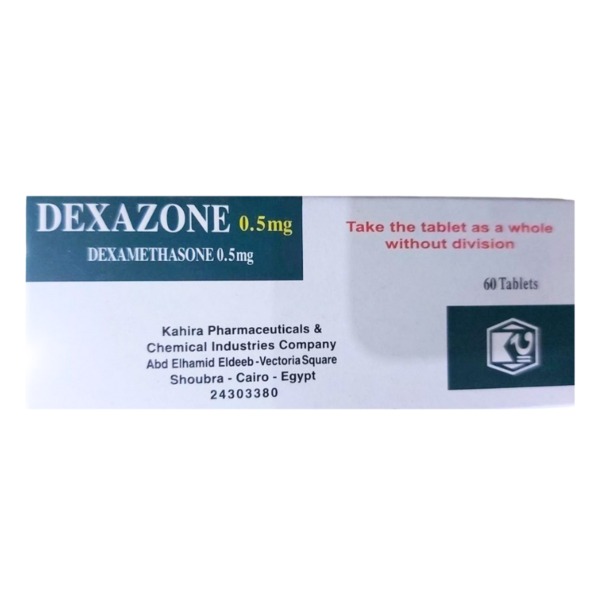 DEXAZONE 0.5mg
DEXAMETHASONE 0.5mg
Take the tablet as a whole
without division
60 Tablets
Kahira Pharmaceuticals &
Chemical Industries Company
Abd Elhamid Eldeeb-Vectoria Square
Shoubra - Cairo - Egypt
24303380